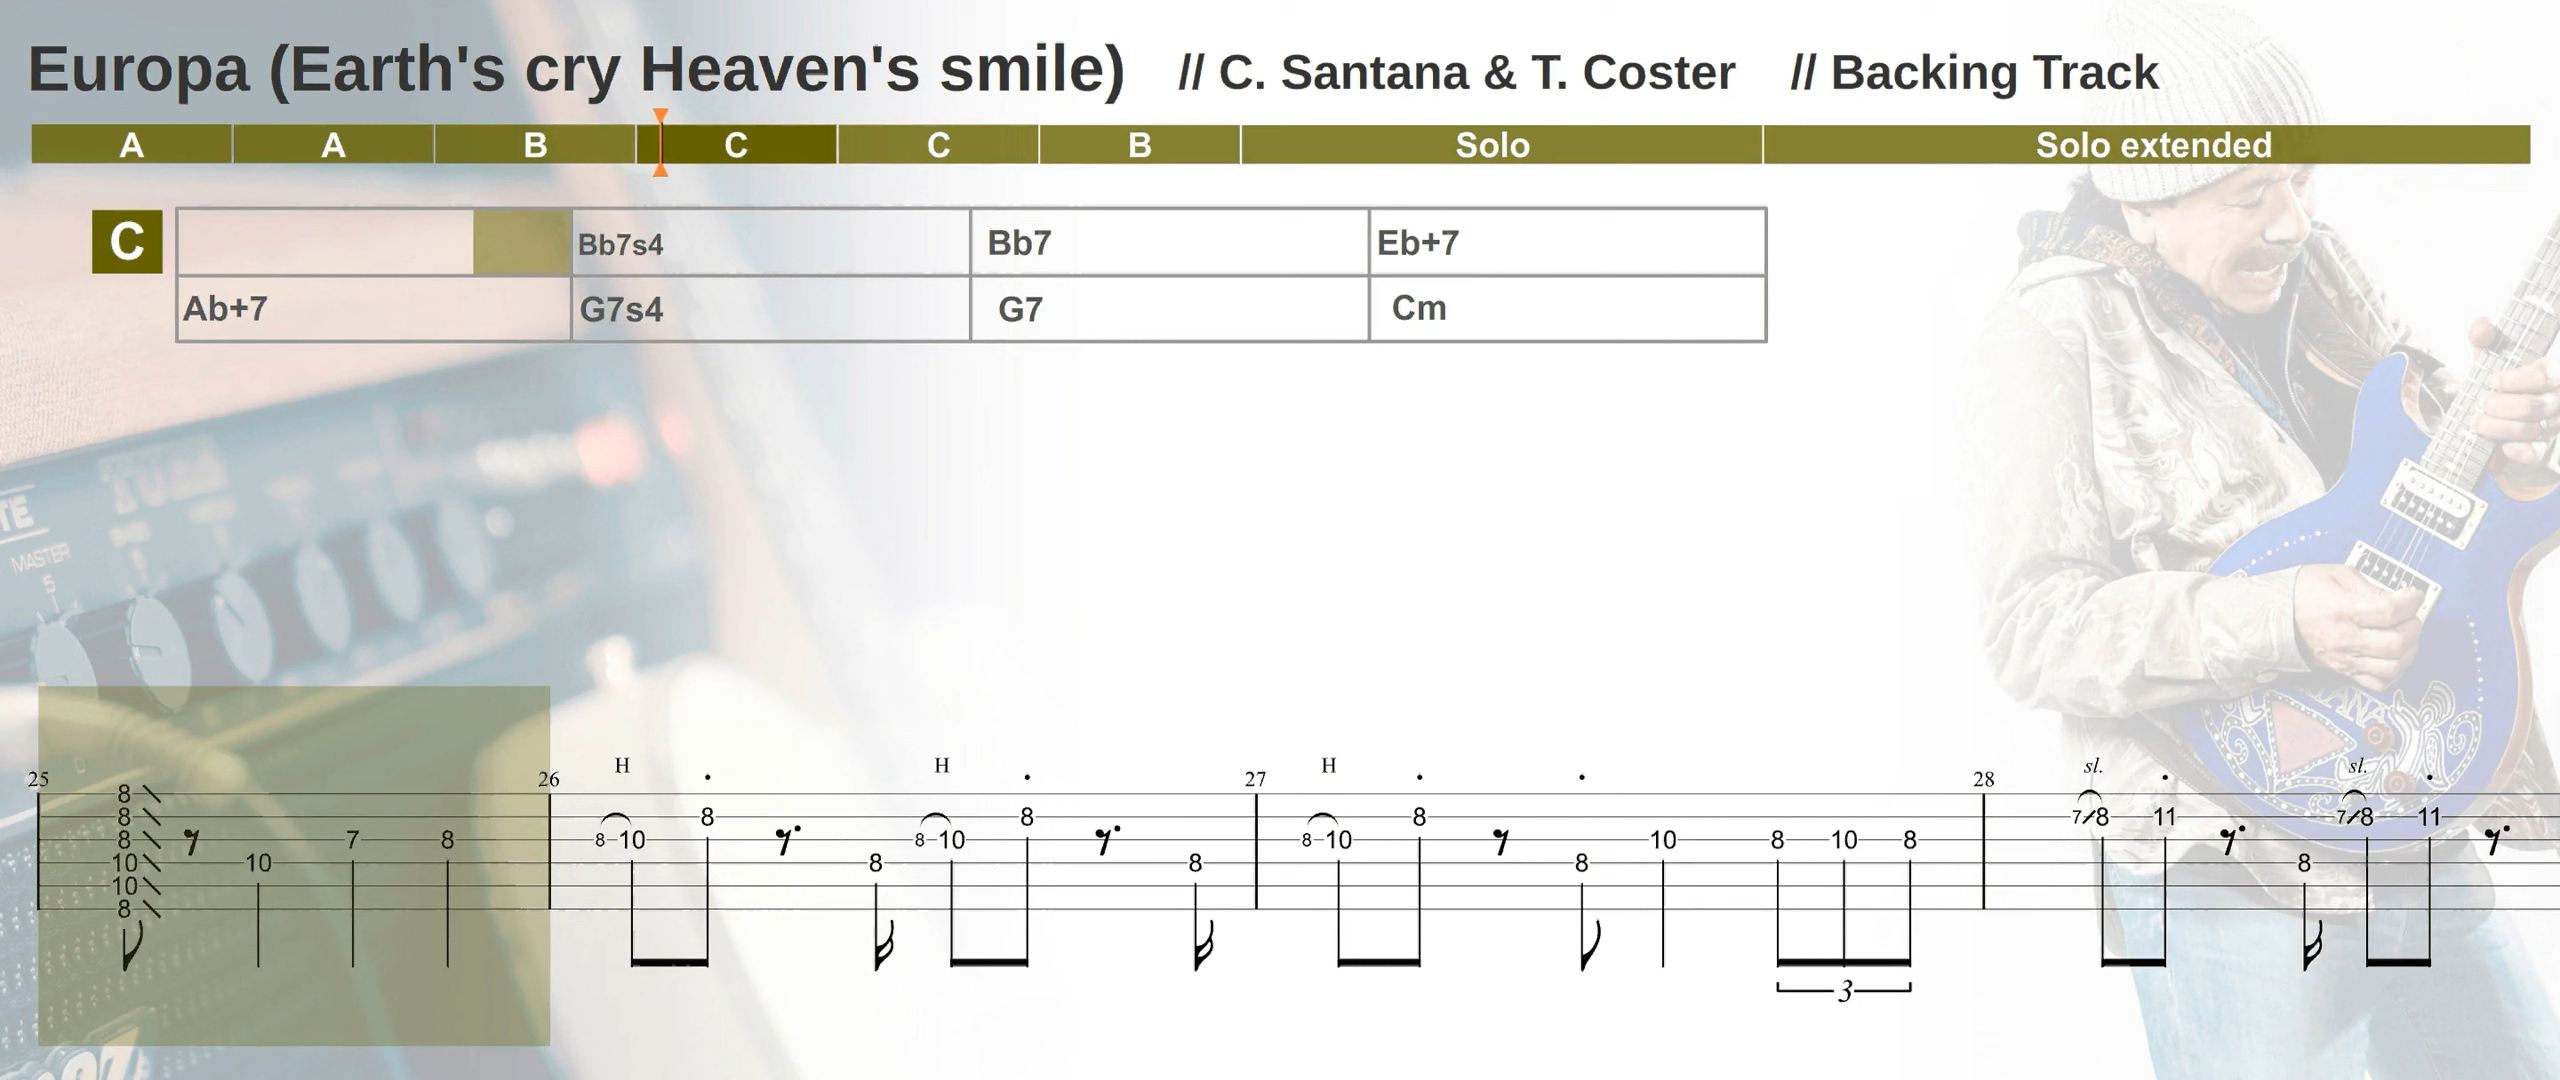 Europa (Earth's cry Heaven's smile) // C. Santana & T. Coster // Backing Track
A A B C C B Solo Solo extended
C
Bb7s4 Bb7 Eb+7
Ab+7 G7s4 G7 Cm
MASTER
5
TE
25 26 H H 27 H 28 sl. sl.
8
8 8 8 8 7/8 11 7/8 11
8 7 8 8-10 8-10 8-10 10 8 10 8
10 10 8 8 8 8
10
8
3